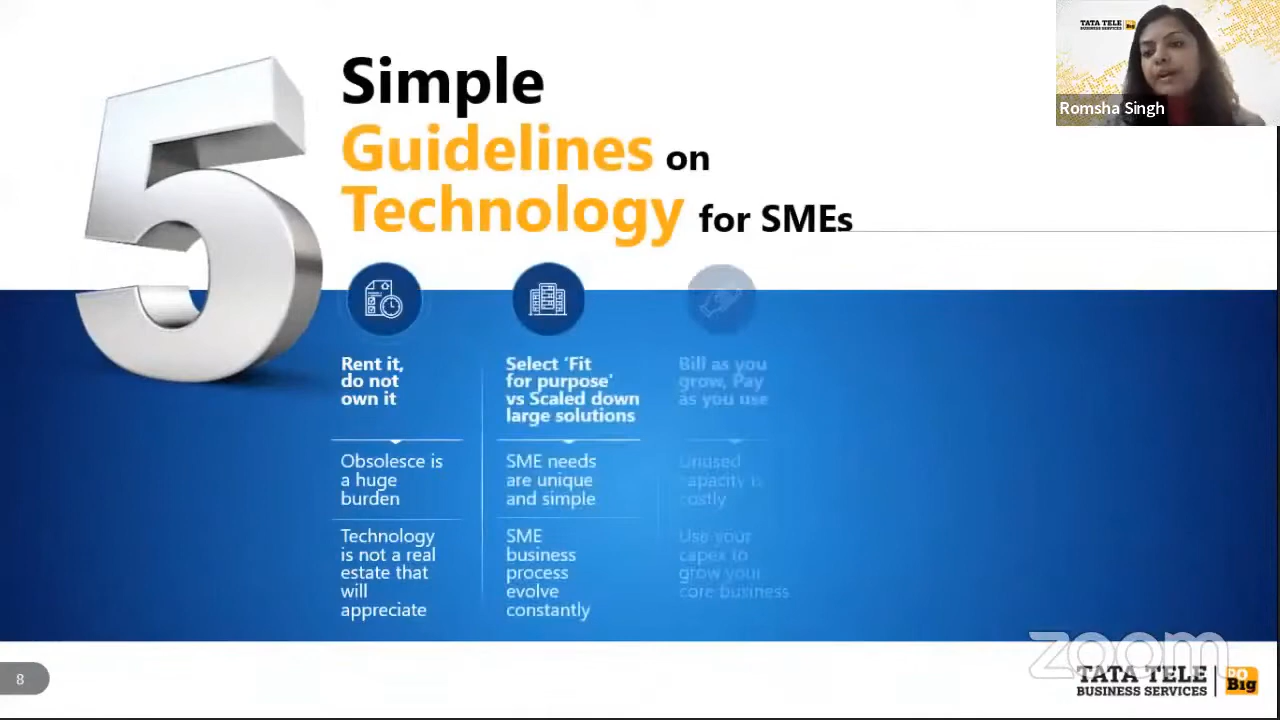 5
Simple
Guidelines on
Technology for SMEs
TATA TELE
BUSINESS SERVICES
Big
Romsha Singh
Rent it,
do not
own it
Obsolesce is
a huge
burden
Technology
is not a real
estate that
will
appreciate
Select ‘Fit
for purpose'
vs Scaled down
large solutions
SME needs
are unique
and simple
SME
business
process
evolve
constantly
Bill as you
grow, Pay
as you use
Unused
capacity is
costly
Use your
capex to
grow your
core business
8
zoom
TATA TELE
BUSINESS SERVICES
DO
Big